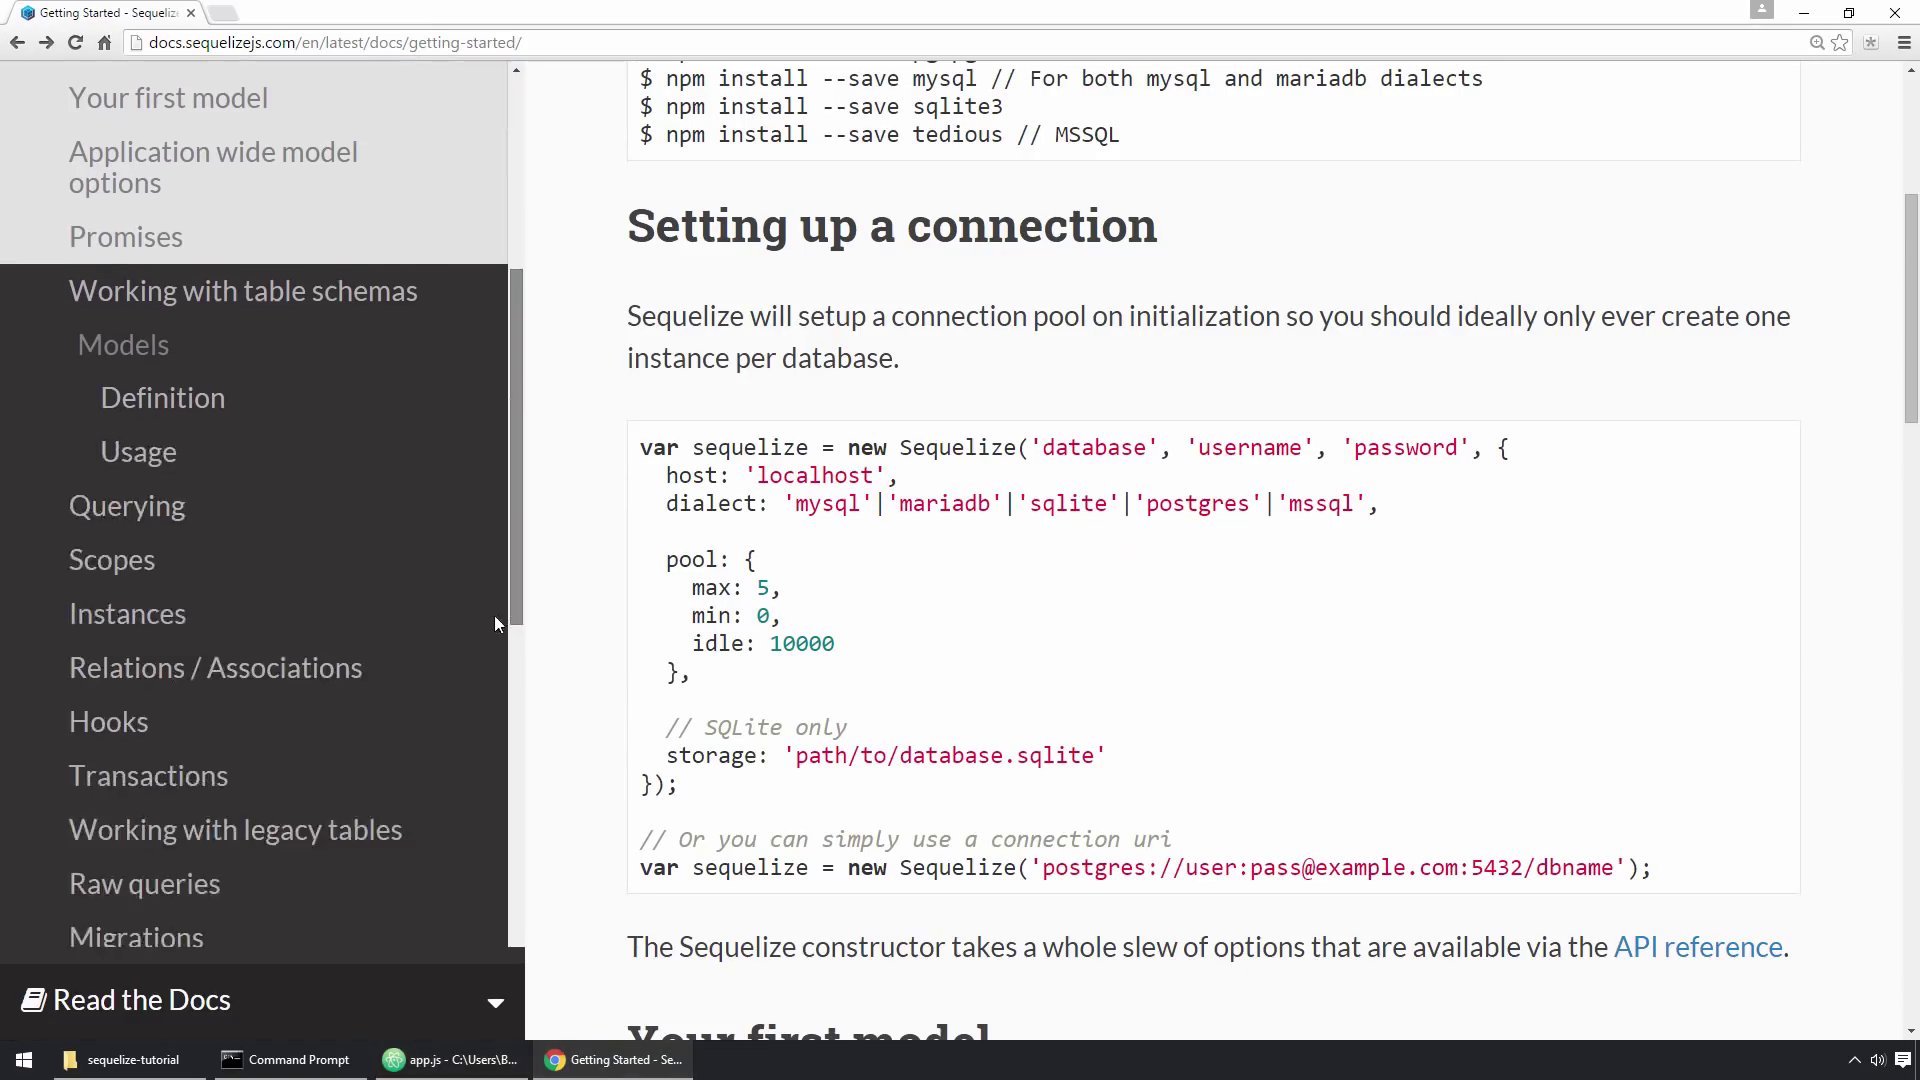 Getting Started - Sequeliz
docs.sequelizejs.com/en/latest/docs/getting-started/
Your first model
Application wide model
options
Promises
Working with table schemas
Models
Definition
Usage
Querying
Scopes
Instances
Relations / Associations
Hooks
Transactions
Working with legacy tables
Raw queries
Migrations
Read the Docs
$ npm install --save mysql // For both mysql and mariadb dialects
$ npm install --save sqlite3
$ npm install --save tedious // MSSQL
Setting up a connection
Sequelize will setup a connection pool on initialization so you should ideally only ever create one
instance per database.
var sequelize = new Sequelize('database', 'username', 'password', {
host: 'localhost',
dialect: 'mysql'|'mariadb'|'sqlite'|'postgres'|'mssql',
pool: {
max: 5,
min: 0,
idle: 10000
},
// SQLite only
storage: 'path/to/database.sqlite'
});
// Or you can simply use a connection uri
var sequelize = new Sequelize('postgres://user:pass@example.com:5432/dbname');
The Sequelize constructor takes a whole slew of options that are available via the API reference.
Your first model
sequelize-tutorial
Command Prompt
app.js - C:\Users\B...
Getting Started - Se...